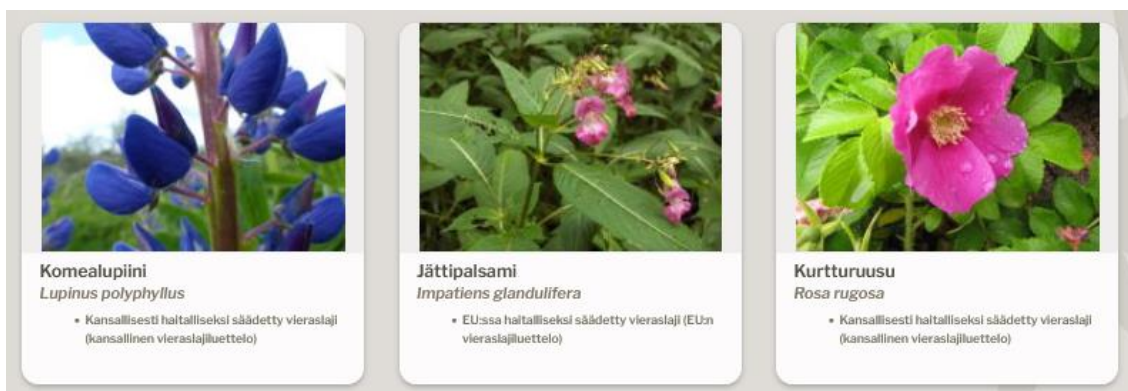 Komealupiini
Lupinus polyphyllus
• Kansallisesti haitalliseksi säädetty vieraslaji
(kansallinen vieraslajiluettelo)
Jättipalsami
Impatiens glandulifera
• EU:ssa haitalliseksi säädetty vieraslaji (EU:n
vieraslajiluettelo)
Kurtturuusu
Rosa rugosa
• Kansallisesti haitalliseksi säädetty vieraslaji
(kansallinen vieraslajiluettelo)